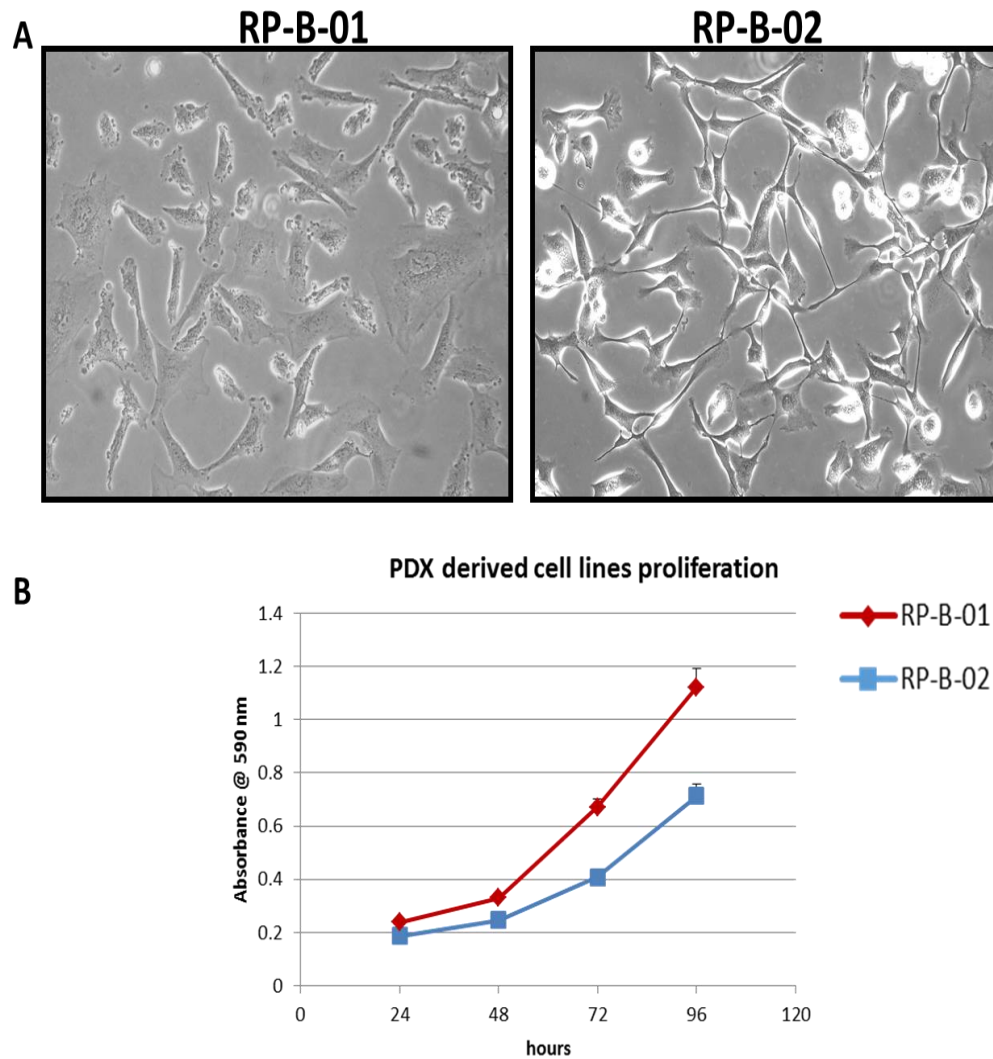 A
RP-B-01
RP-B-02
B
PDX derived cell lines proliferation
Absorbance @ 590 nm
1.4
1.2
1
0.8
0.6
0.4
0.2
0
0 24 48 72 96 120
hours
RP-B-01
RP-B-02